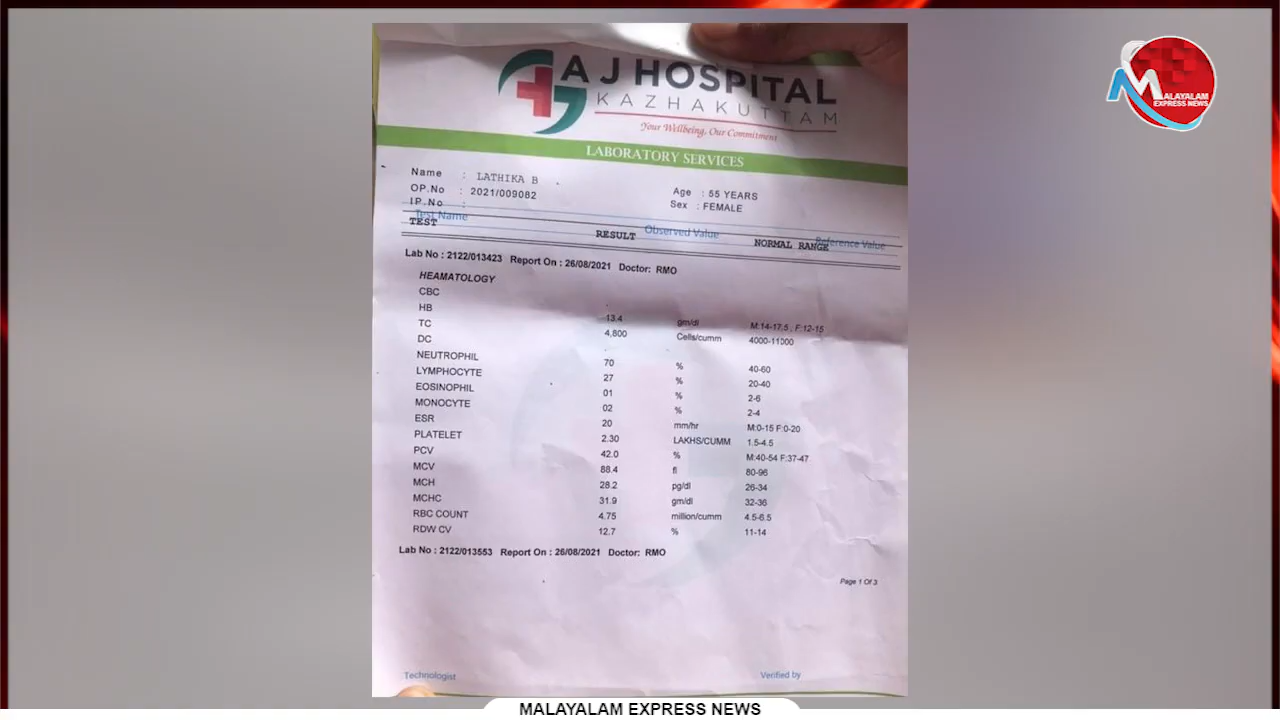 MALAYALAM
EXPRESS NEWS
A J HOSPITAL
KAZHAKUTTAM
Your Wellbeing, Our Commitment
LABORATORY SERVICES
Name : LATHIKA B
OP.No : 2021/009082
IP.No :
Age : 55 YEARS
Sex : FEMALE
Test Name Observed Value Reference Value
TEST RESULT NORMAL RANGE
Lab No : 2122/013423 Report On : 26/08/2021 Doctor: RMO
HEAMATOLOGY
CBC
HB 13.4 gm/dl M:14-17.5 , F:12-15
TC 4,800 Cells/cumm 4000-11000
DC
NEUTROPHIL 70 % 40-60
LYMPHOCYTE 27 % 20-40
EOSINOPHIL 01 % 2-6
MONOCYTE 02 % 2-4
ESR 20 mm/hr M:0-15 F:0-20
PLATELET 2.30 LAKHS/CUMM 1.5-4.5
PCV 42.0 % M:40-54 F:37-47
MCV 88.4 fl 80-96
MCH 28.2 pg/dl 26-34
MCHC 31.9 gm/dl 32-36
RBC COUNT 4.75 million/cumm 4.5-6.5
RDW CV 12.7 % 11-14
Lab No : 2122/013553 Report On : 26/08/2021 Doctor: RMO
Page 1 Of 3
Technologist Verified by
MALAYALAM EXPRESS NEWS